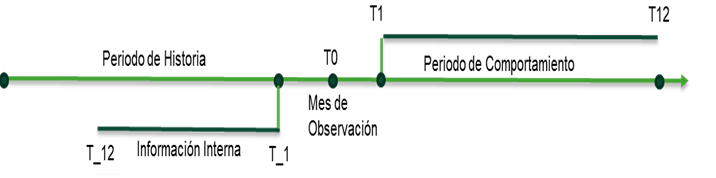 T1
T12
Periodo de Historia
T0
Periodo de Comportamiento
Mes de
Observación
T_12
Información Interna
T_1